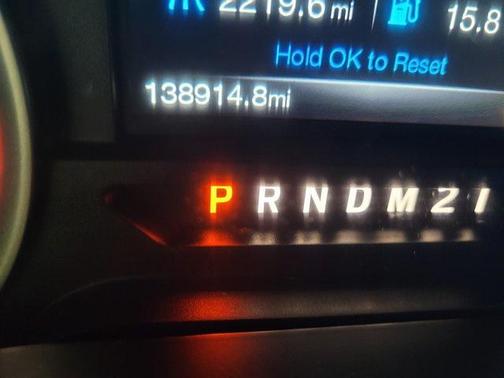 2219.6 mi 15.8
Hold OK to Reset
138914.8mi
P R N D M 2 1